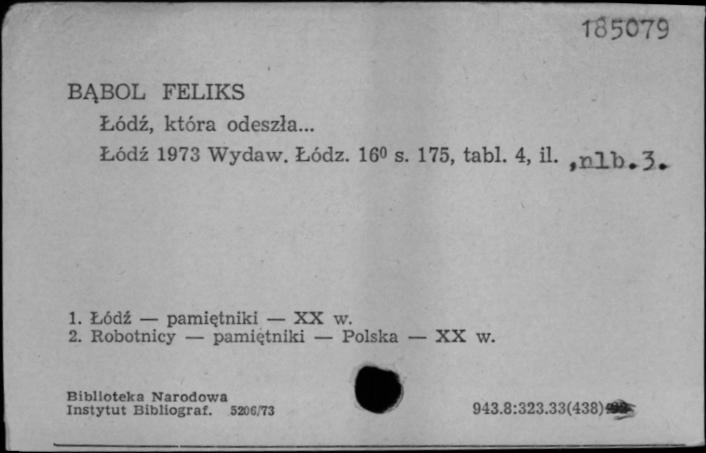 185079
BĄBOL FELIKS
Łódź, która odeszła...
Łódź 1973 Wydaw. Łódz. 16⁰ s. 175, tabl. 4, il. ,nlb.3.
1. Łódź — pamiętniki — XX w.
2. Robotnicy — pamiętniki — Polska — XX w.
Biblioteka Narodowa
Instytut Bibliograf. 5206/73
943.8:323.33(438)